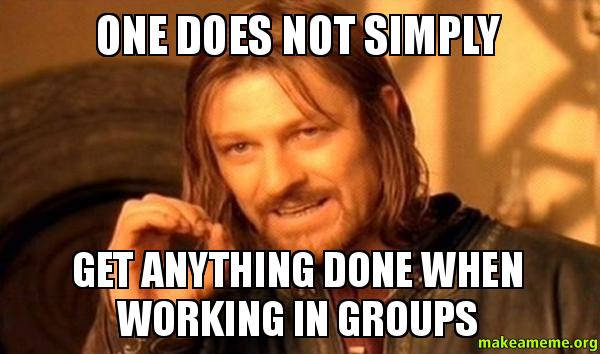 ONE DOES NOT SIMPLY
GET ANYTHING DONE WHEN
WORKING IN GROUPS
makeameme.org